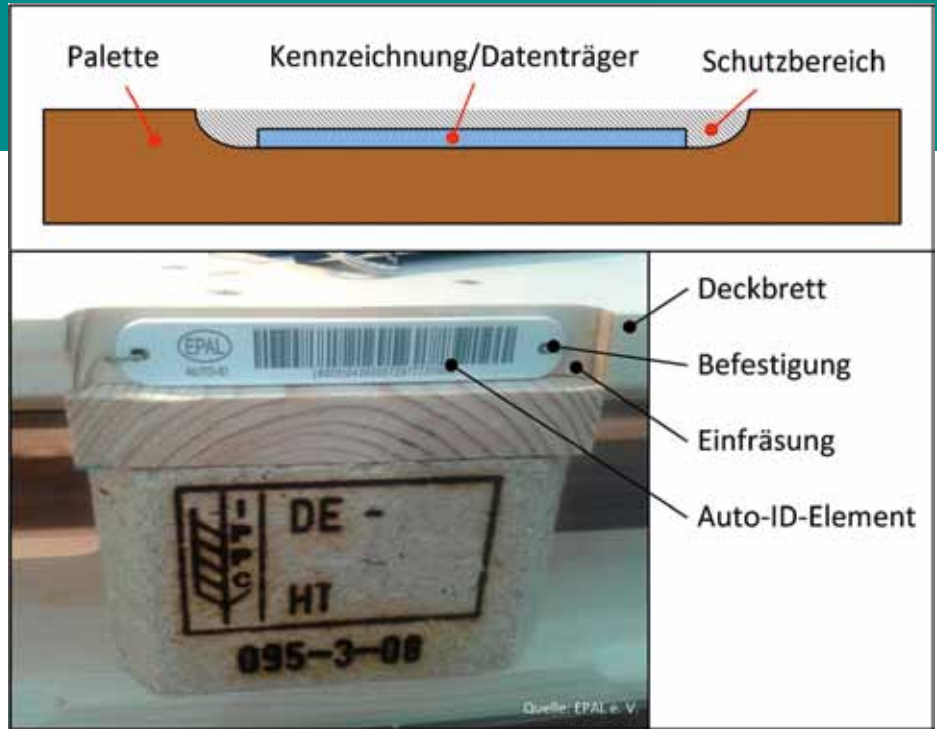 Palette
Kennzeichnung/Datenträger
Schutzbereich
EPAL
AUTO-ID
Deckbrett
Befestigung
Einfräsung
Auto-ID-Element
IPPC
DE -
HT
095-3-08
Quelle: EPAL e. V.